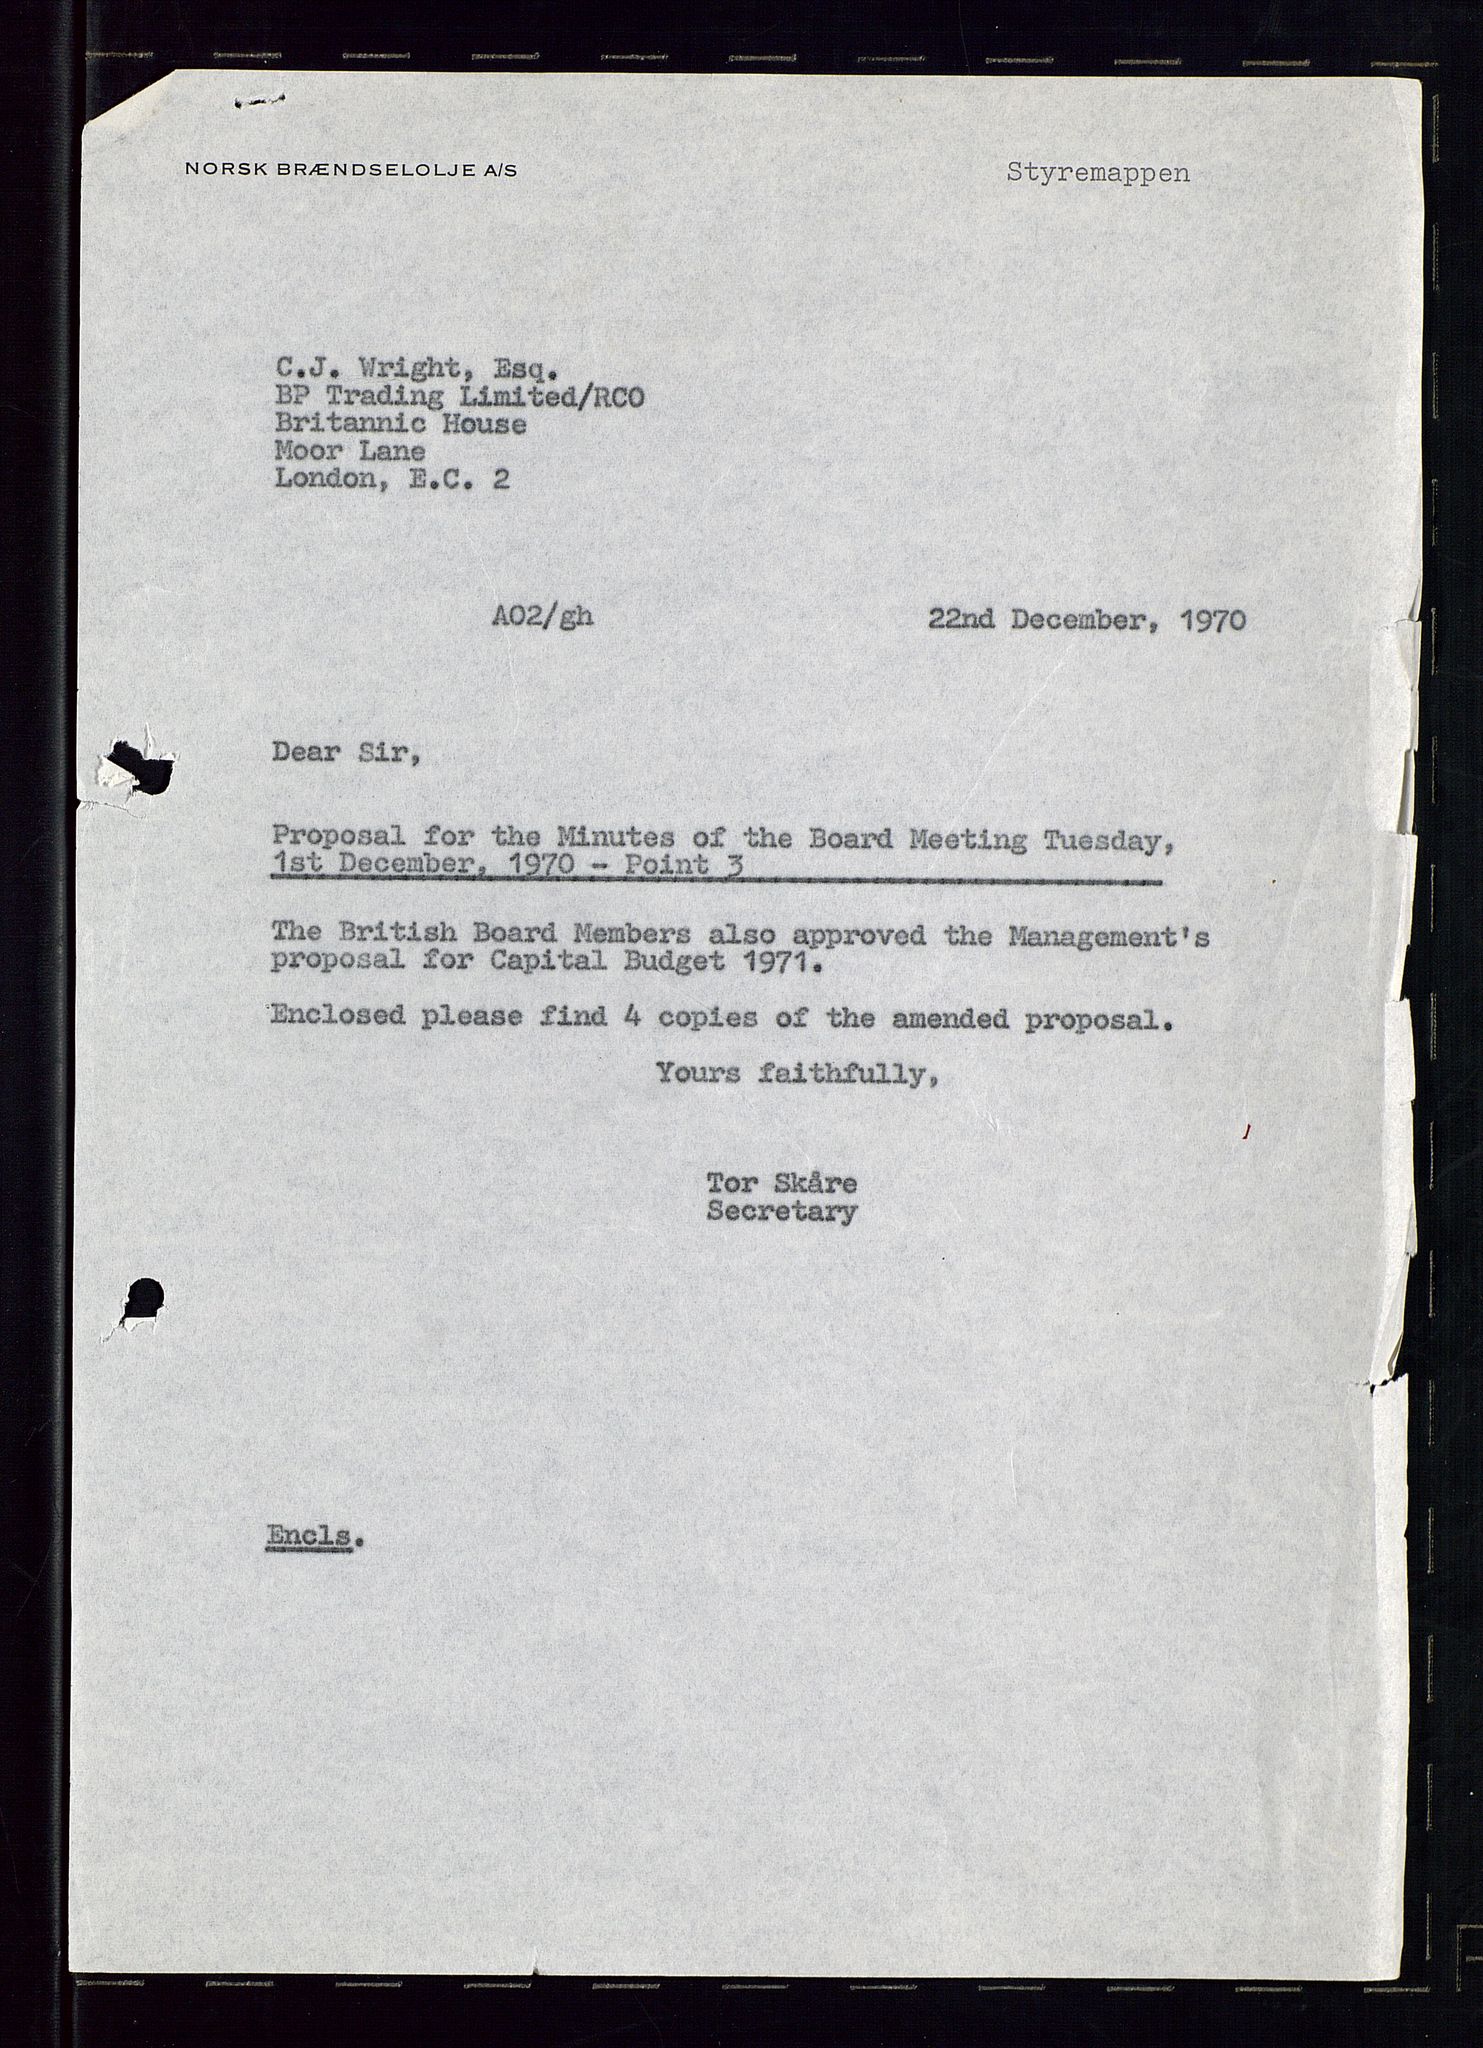 NORSK BRÆNDSELOLJE A/S
Styremappen
C.J. Wright, Esq.
BP Trading Limited/RCO
Britannic House
Moor Lane
London, E.C. 2
A02/gh
22nd December, 1970
Dear Sir,
Proposal for the Minutes of the Board Meeting Tuesday,
1st December, 1970 - Point 3
The British Board Members also approved the Management's
proposal for Capital Budget 1971.
Enclosed please find 4 copies of the amended proposal.
Yours faithfully,
Tor Skåre
Secretary
Encls.